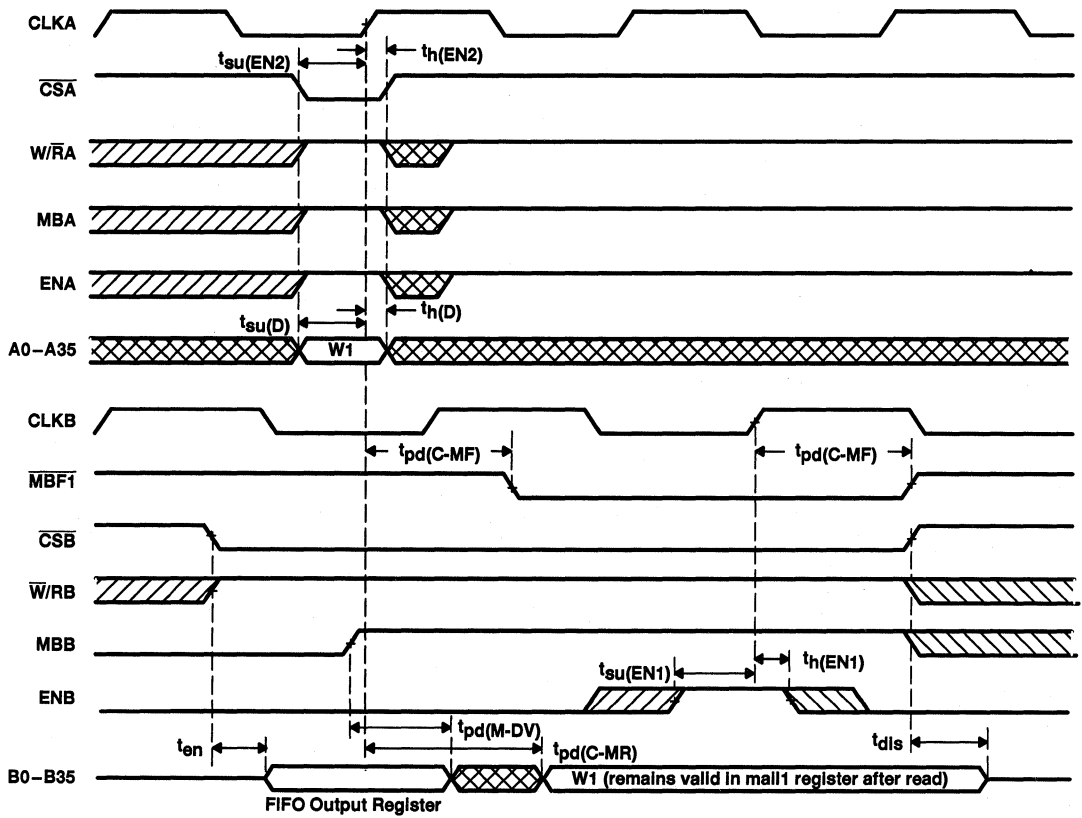 CLKA
tsu(EN2)
th(EN2)
CSA
W/RA
MBA
ENA
tsu(D)
th(D)
A0–A35
W1
CLKB
tpd(C-MF)
tpd(C-MF)
MBF1
CSB
W/RB
MBB
tsu(EN1)
th(EN1)
ENB
tpd(M-DV)
ten
tpd(C-MR)
tdis
B0–B35
W1 (remains valid in mail1 register after read)
FIFO Output Register